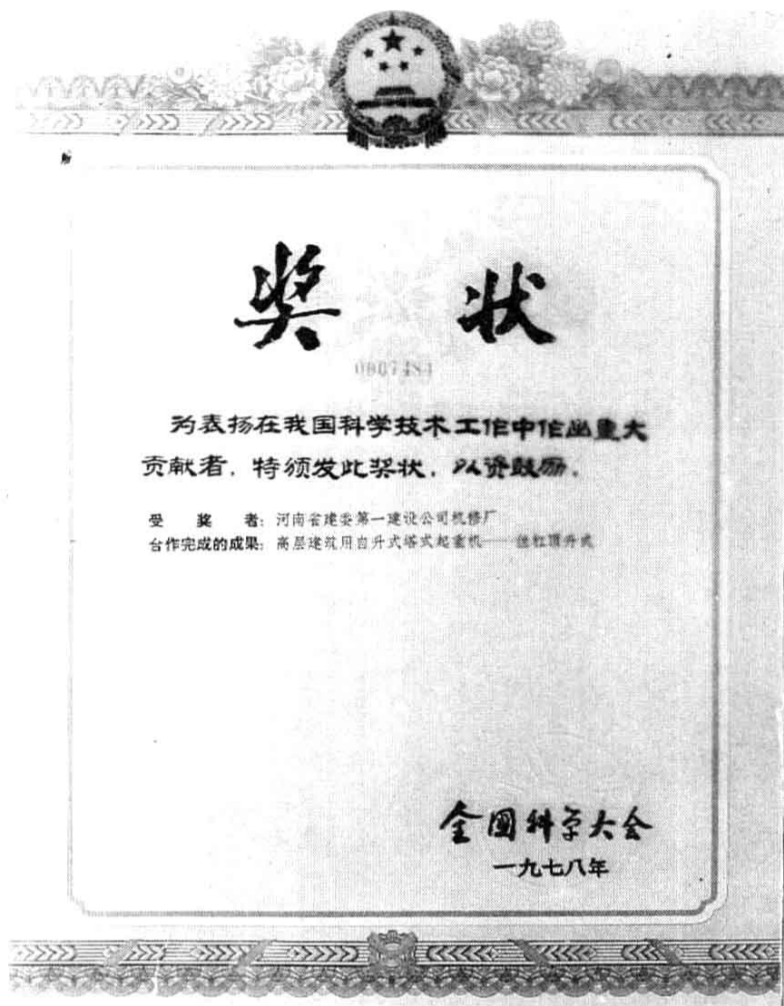 奖 状
0007484
为表扬在我国科学技术工作中作出重大
贡献者，特颁发此奖状，以资鼓励。
受奖者：河南省建委第一建设公司机修厂
合作完成的成果：高层建筑用自升式塔式起重机——丝杠顶升式
全国科学大会
一九七八年